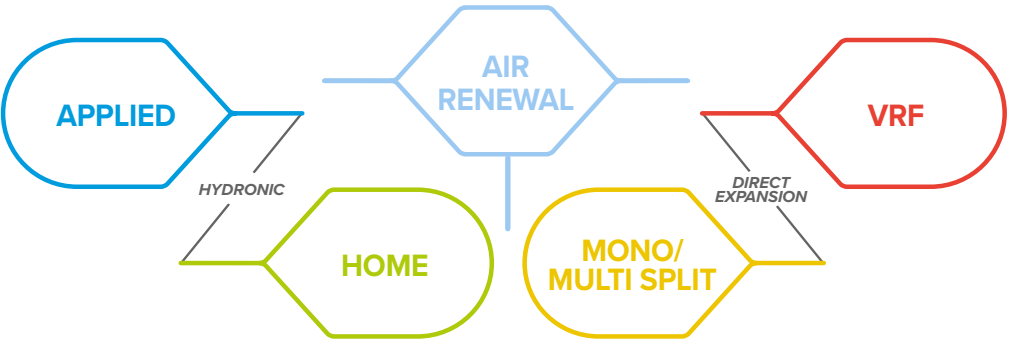 AIR
RENEWAL
APPLIED
VRF
HYDRONIC
DIRECT
EXPANSION
HOME
MONO/
MULTI SPLIT